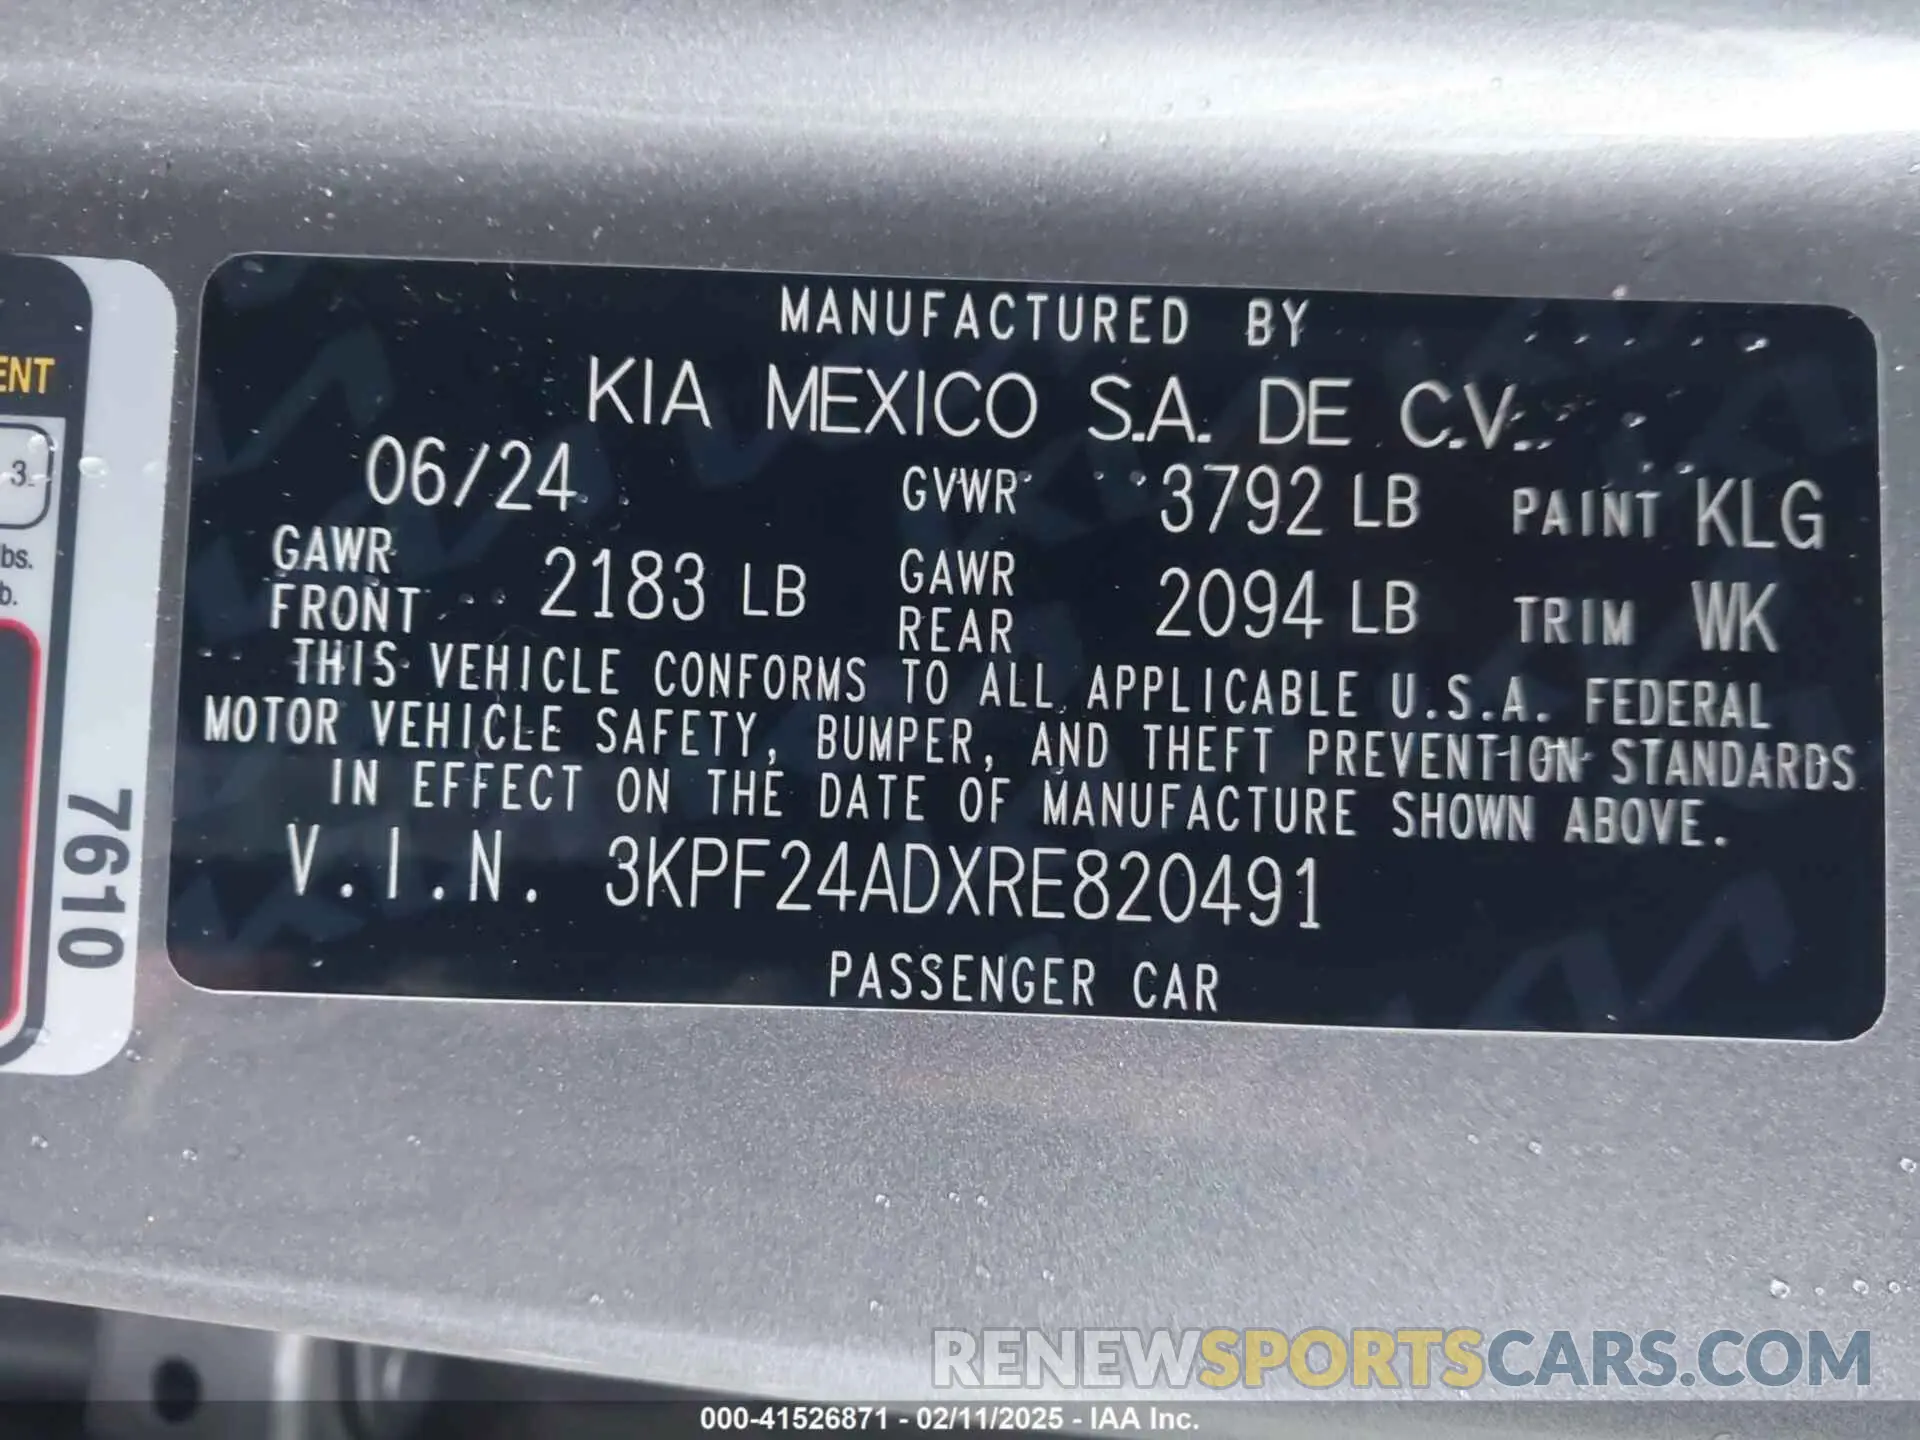 MANUFACTURED BY
KIA MEXICO S.A. DE C.V.
06/24 GVWR 3792 LB PAINT KLG
GAWR FRONT 2183 LB GAWR REAR 2094 LB TRIM WK
THIS VEHICLE CONFORMS TO ALL APPLICABLE U.S.A. FEDERAL
MOTOR VEHICLE SAFETY, BUMPER, AND THEFT PREVENTION STANDARDS
IN EFFECT ON THE DATE OF MANUFACTURE SHOWN ABOVE.
V.I.N. 3KPF24ADXRE820491
PASSENGER CAR
7610
3
RENEWSPORTSCARS.COM
000-41526871 - 02/11/2025 - IAA Inc.